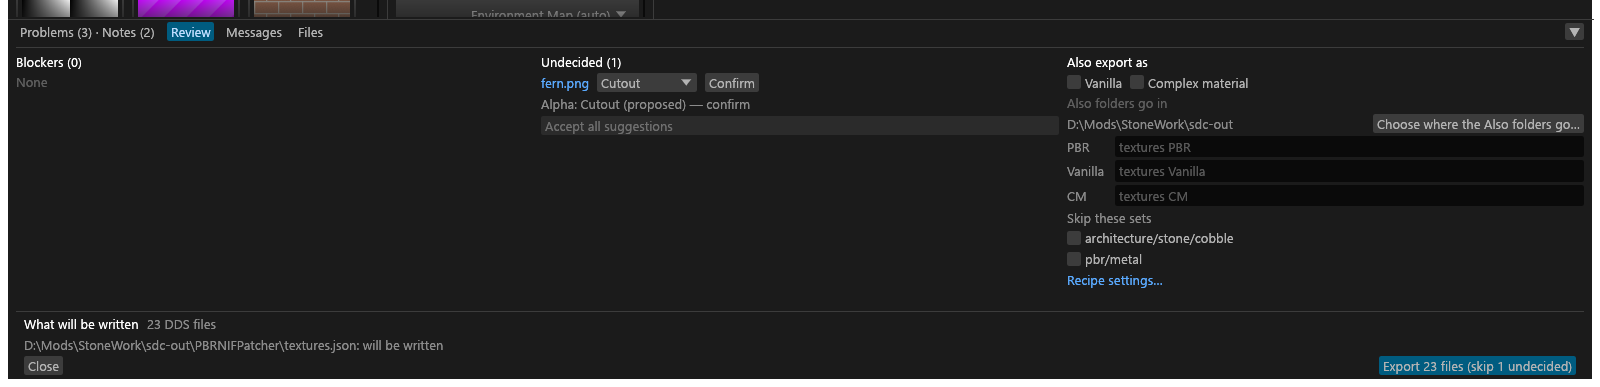 Environment Map (auto)
Problems (3) · Notes (2) Review Messages Files
Blockers (0)
None
Undecided (1)
fern.png Cutout Confirm
Alpha: Cutout (proposed) — confirm
Accept all suggestions
Also export as
Vanilla Complex material
Also folders go in
D:\Mods\StoneWork\sdc-out Choose where the Also folders go...
PBR textures PBR
Vanilla textures Vanilla
CM textures CM
Skip these sets
architecture/stone/cobble
pbr/metal
Recipe settings...
What will be written 23 DDS files
D:\Mods\StoneWork\sdc-out\PBRNIFPatcher\textures.json: will be written
Close Export 23 files (skip 1 undecided)